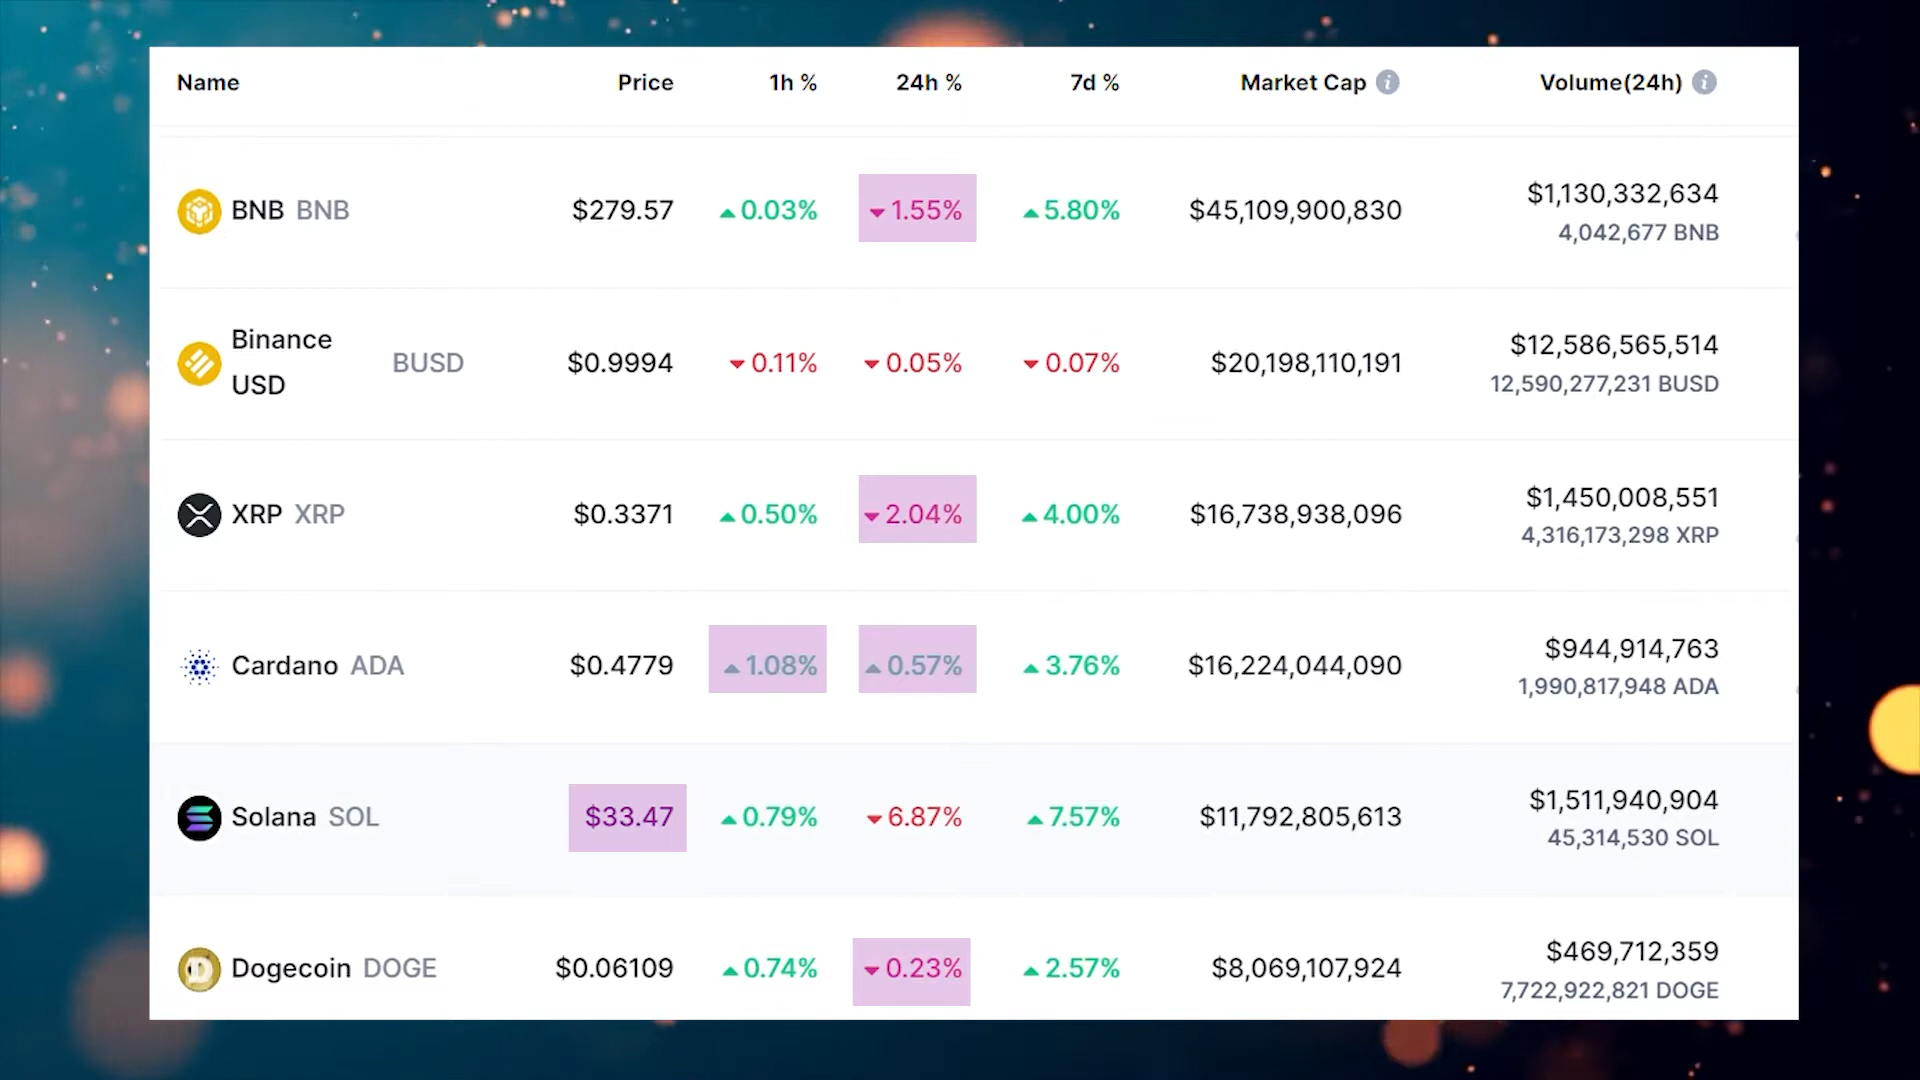 Name Price 1h % 24h % 7d % Market Cap Volume(24h)
BNB BNB $279.57 0.03% 1.55% 5.80% $45,109,900,830 $1,130,332,634
4,042,677 BNB
Binance USD BUSD $0.9994 0.11% 0.05% 0.07% $20,198,110,191 $12,586,565,514
12,590,277,231 BUSD
XRP XRP $0.3371 0.50% 2.04% 4.00% $16,738,938,096 $1,450,008,551
4,316,173,298 XRP
Cardano ADA $0.4779 1.08% 0.57% 3.76% $16,224,044,090 $944,914,763
1,990,817,948 ADA
Solana SOL $33.47 0.79% 6.87% 7.57% $11,792,805,613 $1,511,940,904
45,314,530 SOL
Dogecoin DOGE $0.06109 0.74% 0.23% 2.57% $8,069,107,924 $469,712,359
7,722,922,821 DOGE